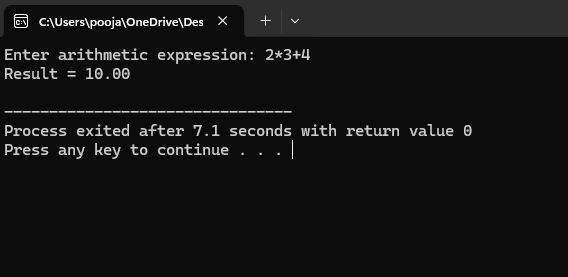 C:\Users\pooja\OneDrive\Des
Enter arithmetic expression: 2*3+4
Result = 10.00
--------------------------------
Process exited after 7.1 seconds with return value 0
Press any key to continue . . .